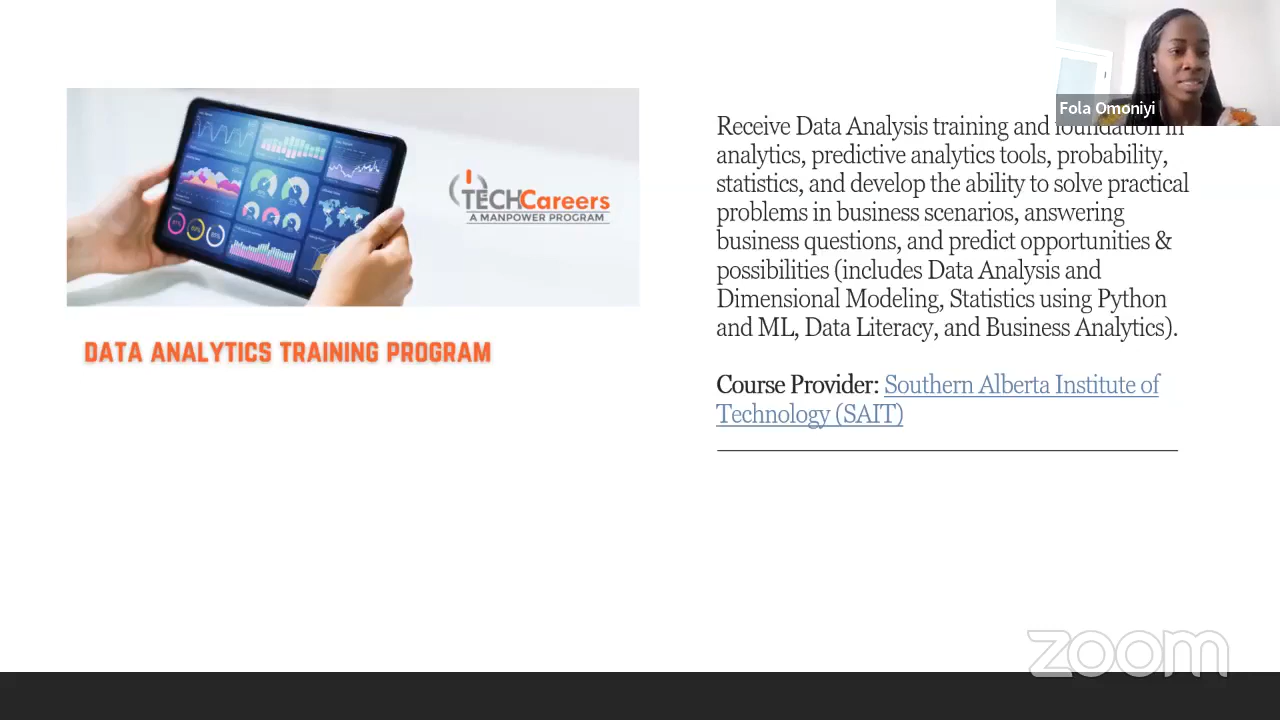 Fola Omoniyi
Receive Data Analysis training and foundation in
analytics, predictive analytics tools, probability,
statistics, and develop the ability to solve practical
problems in business scenarios, answering
business questions, and predict opportunities &
possibilities (includes Data Analysis and
Dimensional Modeling, Statistics using Python
and ML, Data Literacy, and Business Analytics).
Course Provider: Southern Alberta Institute of
Technology (SAIT)
TECHCareers
A MANPOWER PROGRAM
DATA ANALYTICS TRAINING PROGRAM
zoom